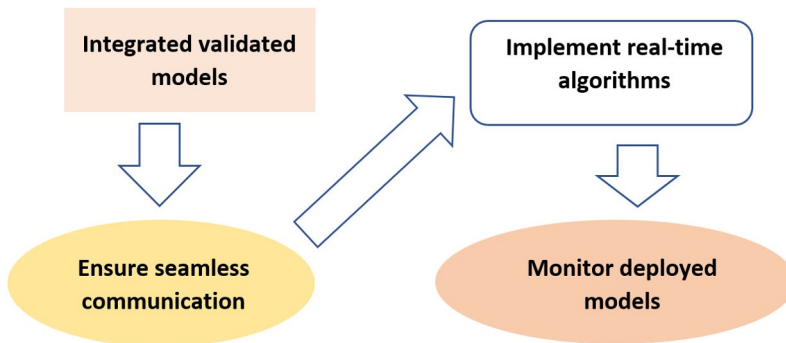 Integrated validated
models
Ensure seamless
communication
Implement real-time
algorithms
Monitor deployed
models